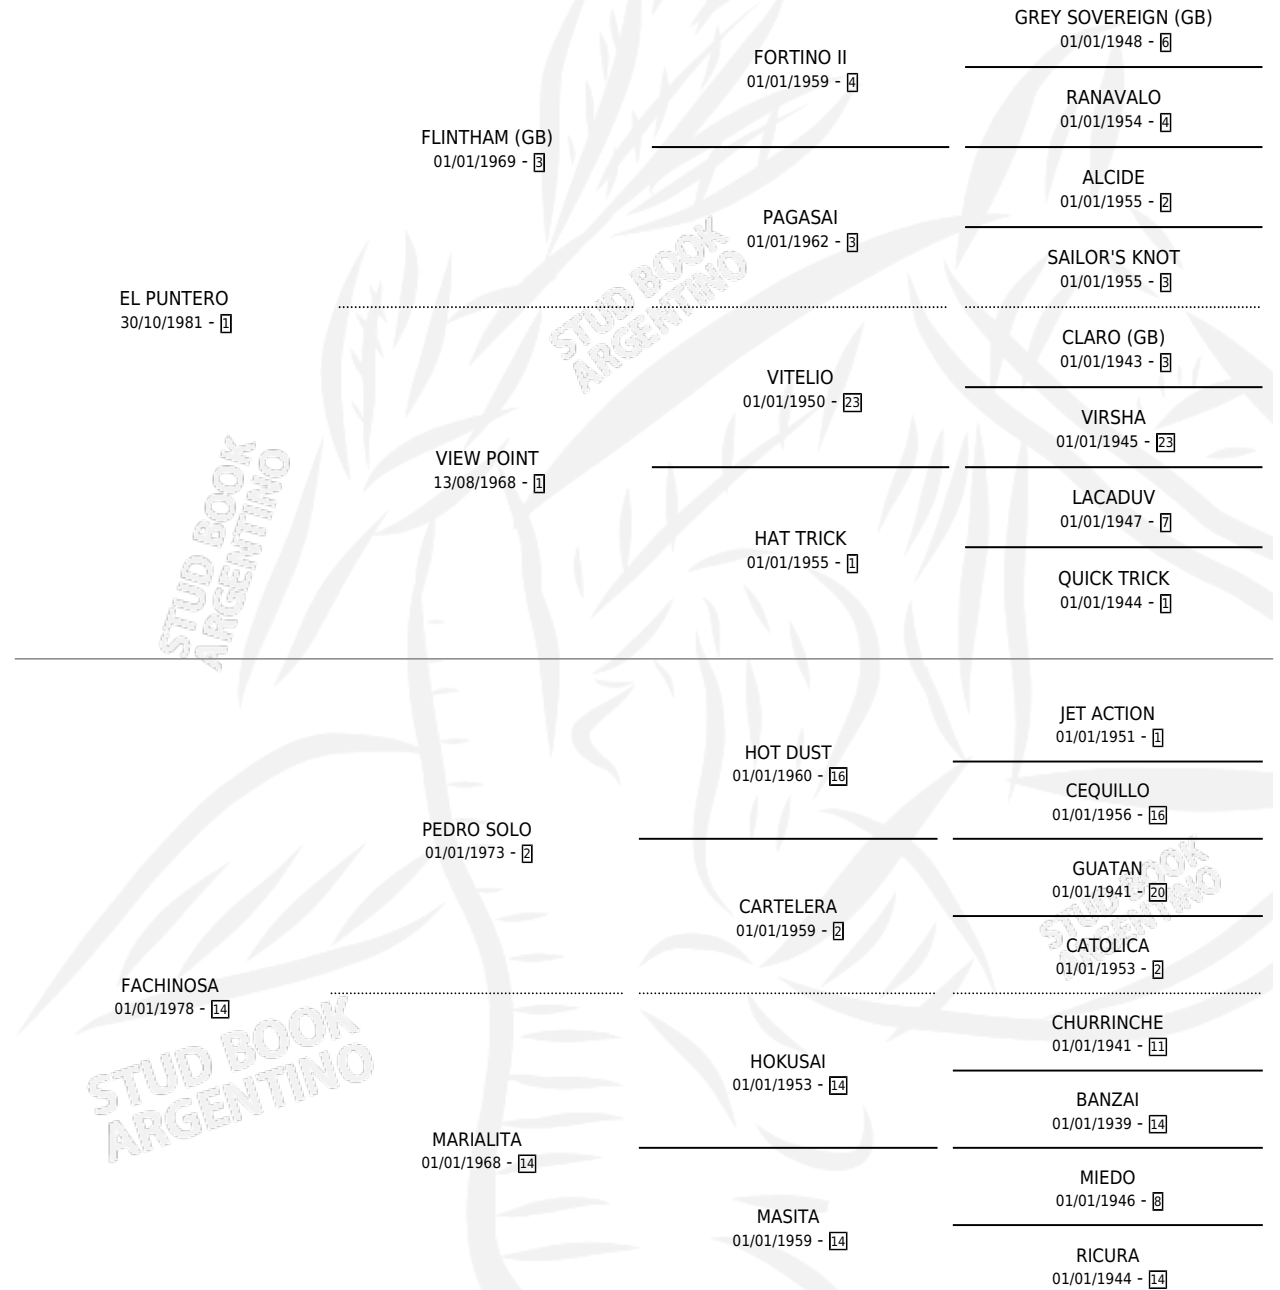 GREY SOVEREIGN (GB)
01/01/1948 - 6
FORTINO II
01/01/1959 - 4
RANAVALO
01/01/1954 - 4
FLINTHAM (GB)
01/01/1969 - 3
ALCIDE
01/01/1955 - 2
PAGASAI
01/01/1962 - 3
SAILOR'S KNOT
01/01/1955 - 3
EL PUNTERO
30/10/1981 - 1
CLARO (GB)
01/01/1943 - 3
VITELIO
01/01/1950 - 23
VIRSHA
01/01/1945 - 23
VIEW POINT
13/08/1968 - 1
LACADUV
01/01/1947 - 7
HAT TRICK
01/01/1955 - 1
QUICK TRICK
01/01/1944 - 1
JET ACTION
01/01/1951 - 1
HOT DUST
01/01/1960 - 16
CEQUILLO
01/01/1956 - 16
PEDRO SOLO
01/01/1973 - 2
GUATAN
01/01/1941 - 20
CARTELERA
01/01/1959 - 2
CATOLICA
01/01/1953 - 2
FACHINOSA
01/01/1978 - 14
CHURRINCHE
01/01/1941 - 11
HOKUSAI
01/01/1953 - 14
BANZAI
01/01/1939 - 14
MARIALITA
01/01/1968 - 14
MIEDO
01/01/1946 - 8
MASITA
01/01/1959 - 14
RICURA
01/01/1944 - 14
STUD BOOK
ARGENTINO
STUD BOOK
ARGENTINO
STUD BOOK
ARGENTINO
STUD BOOK
ARGENTINO